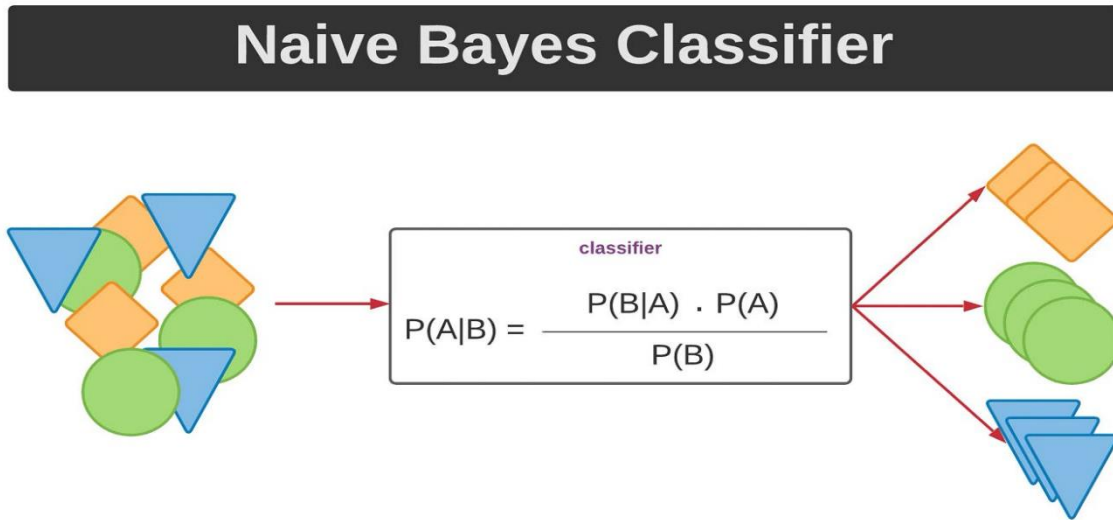 Naive Bayes Classifier
classifier
P(A|B) = P(B|A) . P(A)
P(B)